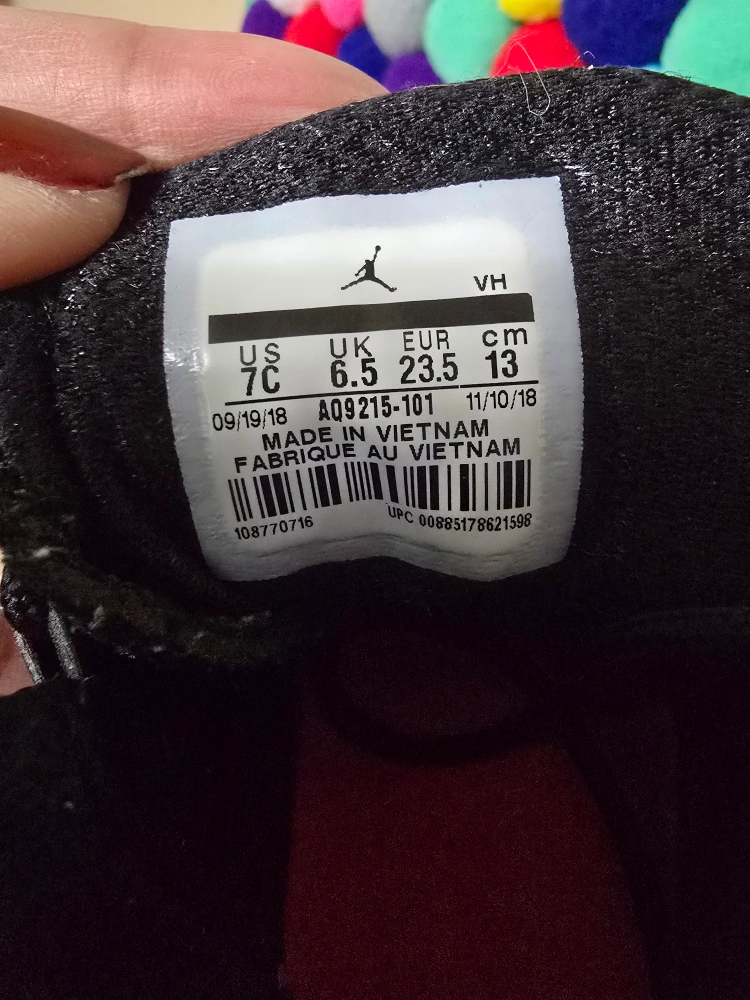 VH
US UK EUR cm
7C 6.5 23.5 13
09/19/18 AQ9215-101 11/10/18
MADE IN VIETNAM
FABRIQUE AU VIETNAM
108770716 UPC 00885178621598